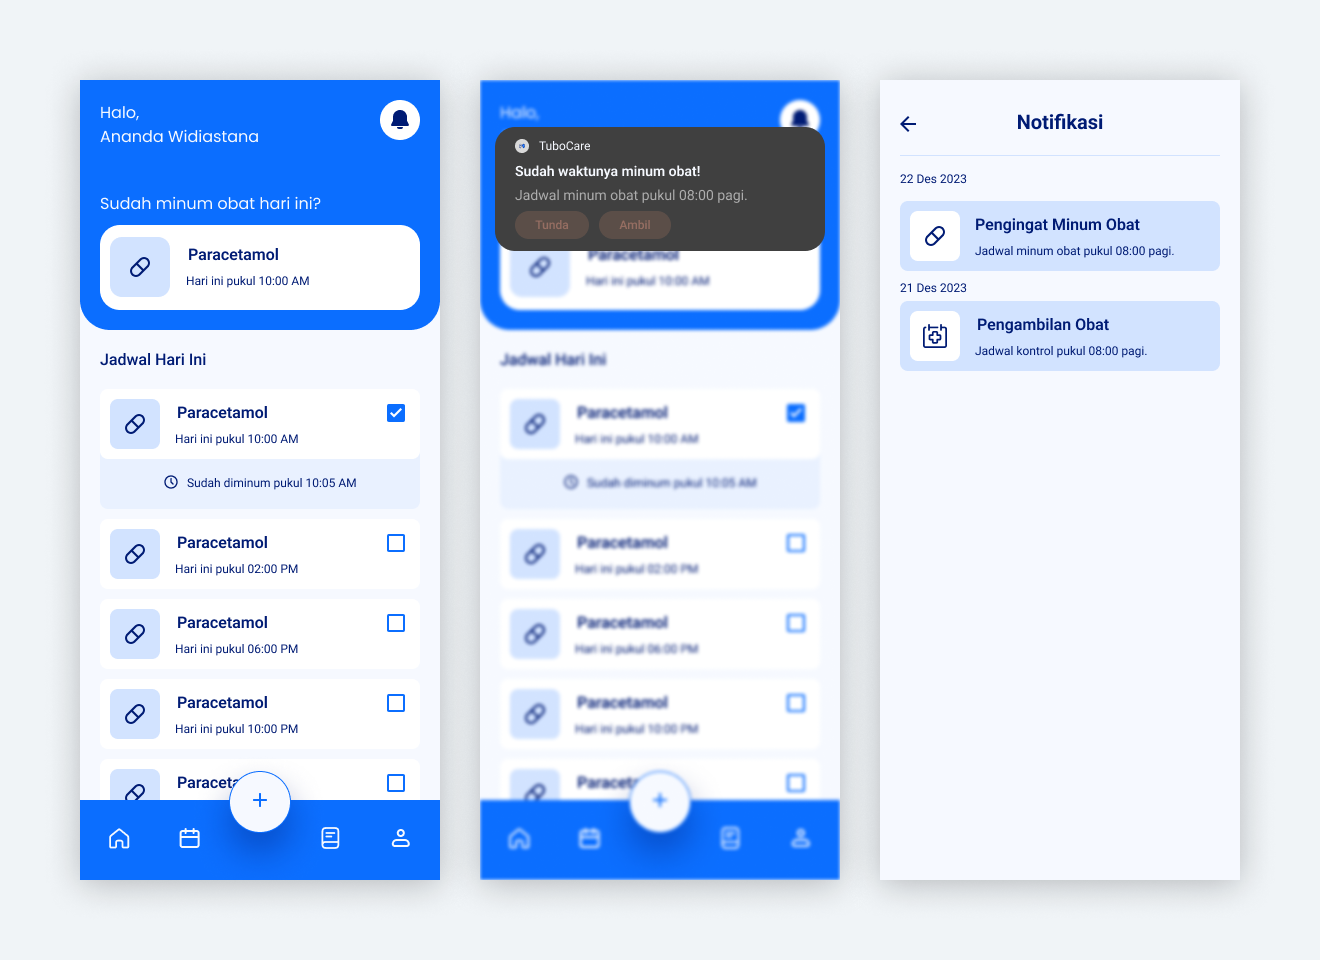 Halo,
Ananda Widiastana
Sudah minum obat hari ini?
Paracetamol
Hari ini pukul 10:00 AM
Jadwal Hari Ini
Paracetamol
Hari ini pukul 10:00 AM
Sudah diminum pukul 10:05 AM
Paracetamol
Hari ini pukul 02:00 PM
Paracetamol
Hari ini pukul 06:00 PM
Paracetamol
Hari ini pukul 10:00 PM
Paraceta
Halo,
TuboCare
Sudah waktunya minum obat!
Jadwal minum obat pukul 08:00 pagi.
Tunda Ambil
Paracetamol
Hari ini pukul 10:00 AM
Jadwal Hari Ini
Paracetamol
Hari ini pukul 10:00 AM
Sudah diminum pukul 10:05 AM
Paracetamol
Hari ini pukul 02:00 PM
Paracetamol
Hari ini pukul 06:00 PM
Paracetamol
Hari ini pukul 10:00 PM
Paraceta
Notifikasi
22 Des 2023
Pengingat Minum Obat
Jadwal minum obat pukul 08:00 pagi.
21 Des 2023
Pengambilan Obat
Jadwal kontrol pukul 08:00 pagi.